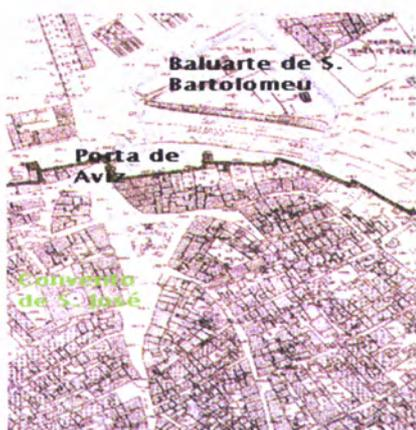 Baluarte de S.
Bartolomeu
Porta de
Aviz
Convento
de S. José